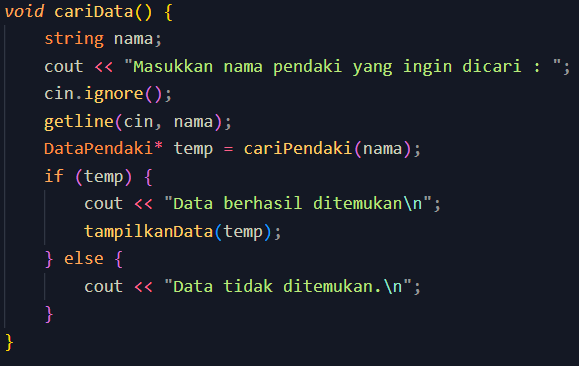 void cariData() {
    string nama;
    cout << "Masukkan nama pendaki yang ingin dicari : ";
    cin.ignore();
    getline(cin, nama);
    DataPendaki* temp = cariPendaki(nama);
    if (temp) {
        cout << "Data berhasil ditemukan\n";
        tampilkanData(temp);
    } else {
        cout << "Data tidak ditemukan.\n";
    }
}